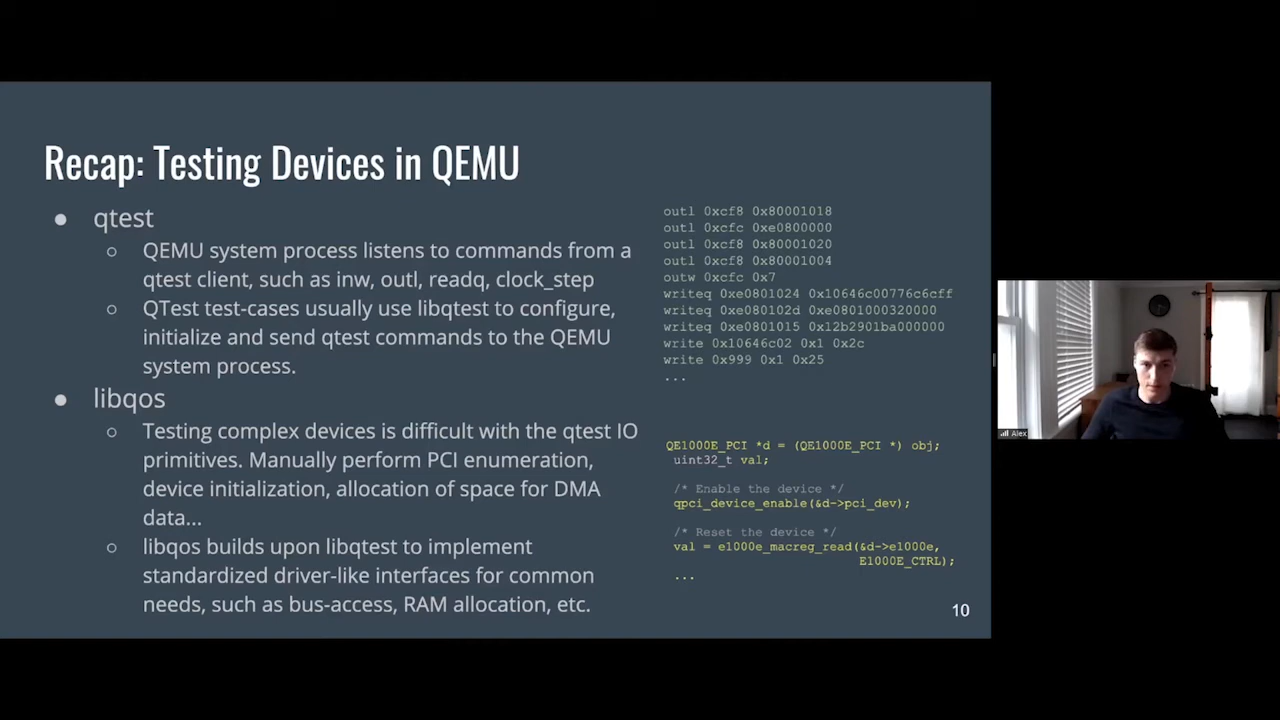 Recap: Testing Devices in QEMU
● qtest
○ QEMU system process listens to commands from a
qtest client, such as inw, outl, readq, clock_step
○ QTest test-cases usually use libqtest to configure,
initialize and send qtest commands to the QEMU
system process.
● libqos
○ Testing complex devices is difficult with the qtest IO
primitives. Manually perform PCI enumeration,
device initialization, allocation of space for DMA
data...
○ libqos builds upon libqtest to implement
standardized driver-like interfaces for common
needs, such as bus-access, RAM allocation, etc.
outl 0xcf8 0x80001018
outl 0xcfc 0xe0800000
outl 0xcf8 0x80001020
outl 0xcf8 0x80001004
outw 0xcfc 0x7
writeq 0xe0801024 0x10646c00776c6cff
writeq 0xe080102d 0xe0801000320000
writeq 0xe0801015 0x12b2901ba000000
write 0x10646c02 0x1 0x2c
write 0x999 0x1 0x25
...
QE1000E_PCI *d = (QE1000E_PCI *) obj;
uint32_t val;
/* Enable the device */
qpci_device_enable(&d->pci_dev);
/* Reset the device */
val = e1000e_macreg_read(&d->e1000e,
E1000E_CTRL);
...
10
Alex